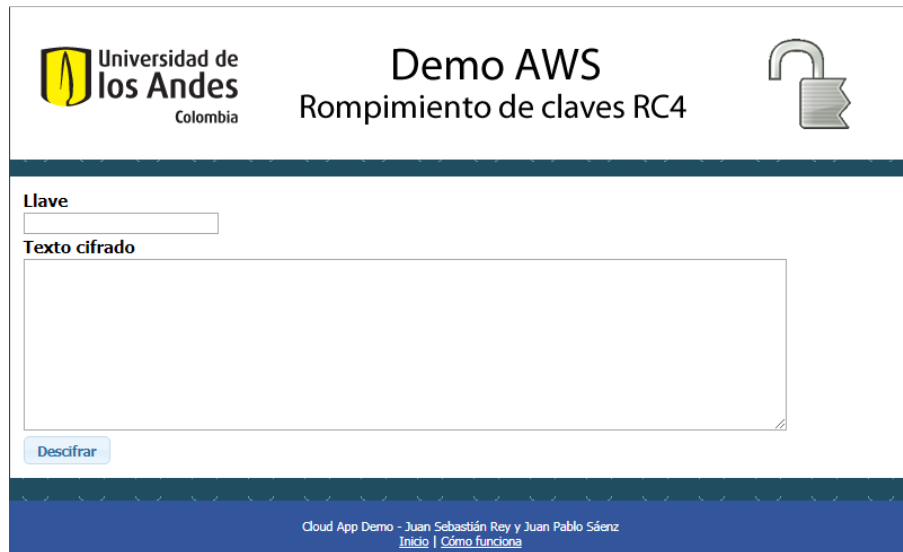 Universidad de
los Andes
Colombia
Demo AWS
Rompimiento de claves RC4
Llave
Texto cifrado
Descifrar
Cloud App Demo - Juan Sebastián Rey y Juan Pablo Sáenz
Inicio | Cómo funciona